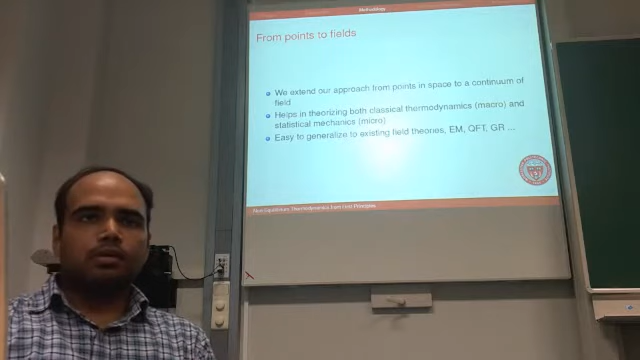 Methodology
From points to fields
We extend our approach from points in space to a continuum of
field
Helps in theorizing both classical thermodynamics (macro) and
statistical mechanics (micro)
Easy to generalize to existing field theories, EM, QFT, GR ...
Non Equilibrium Thermodynamics from First Principles